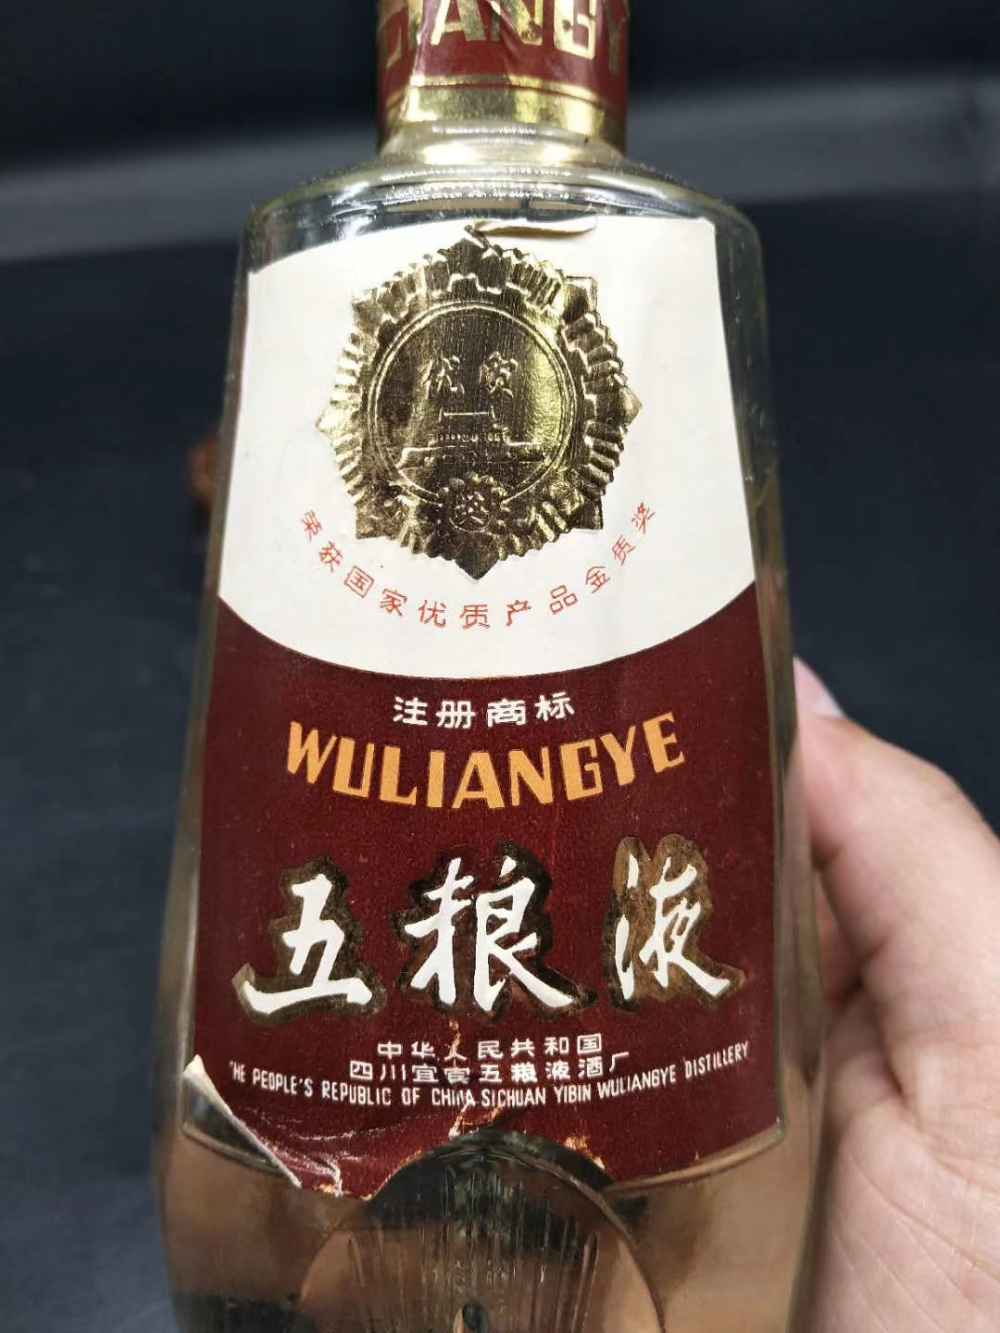 LIANGY
优质
荣获国家优质产品金质奖
注册商标
WULIANGYE
五粮液
中华人民共和国
四川宜宾五粮液酒厂
THE PEOPLE'S REPUBLIC OF CHINA SICHUAN YIBIN WULIANGYE DISTILLERY